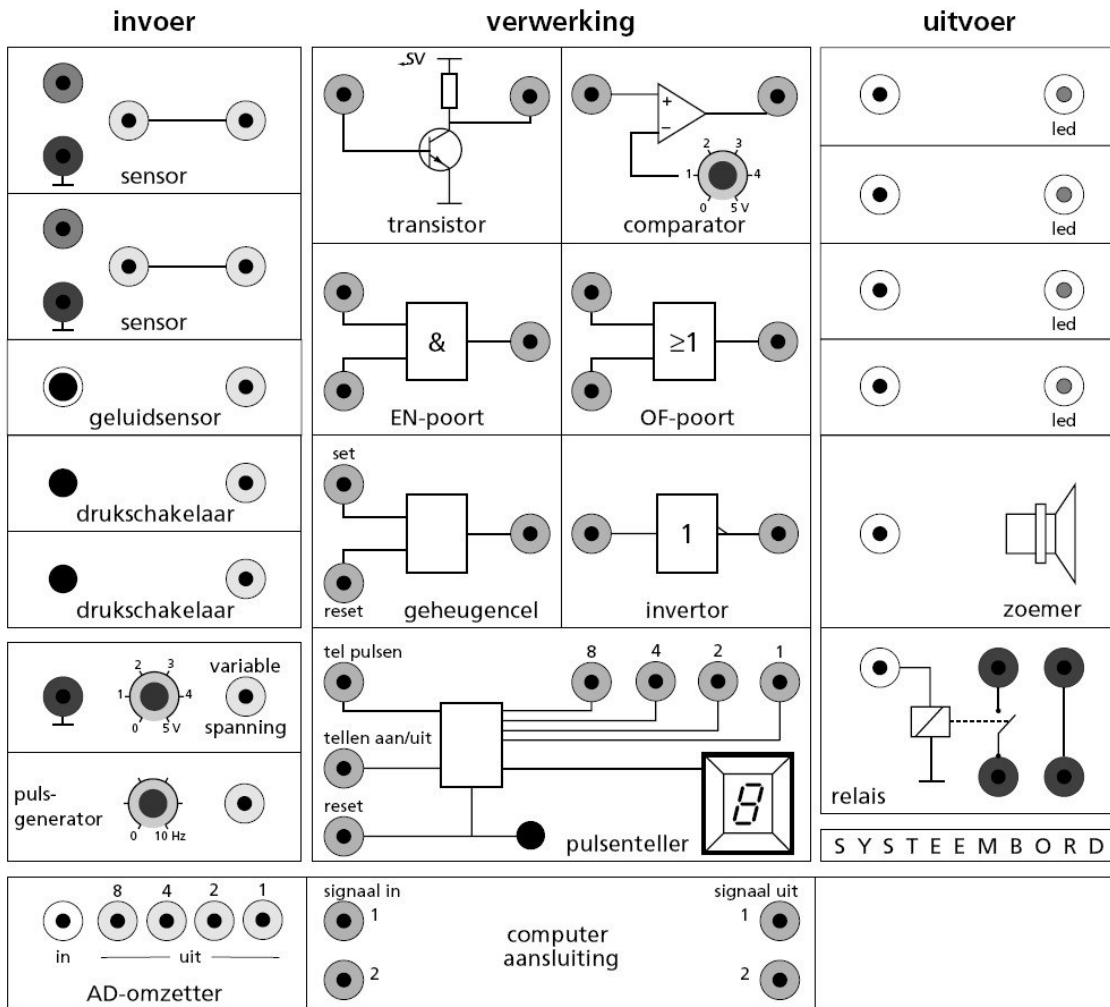 invoer
verwerking
uitvoer
sensor
sensor
geluidsensor
drukschakelaar
drukschakelaar
0 1 2 3 4 5 V
variable
spanning
puls-
generator
0 10 Hz
5V
transistor
+
−
0 1 2 3 4 5 V
comparator
&
EN-poort
≥1
OF-poort
set
reset
geheugencel
1
invertor
tel pulsen
8 4 2 1
tellen aan/uit
reset
8
pulsenteller
led
led
led
led
zoemer
relais
SYSTEEMBORD
8 4 2 1
in uit
AD-omzetter
signaal in
1
2
computer
aansluiting
signaal uit
1
2